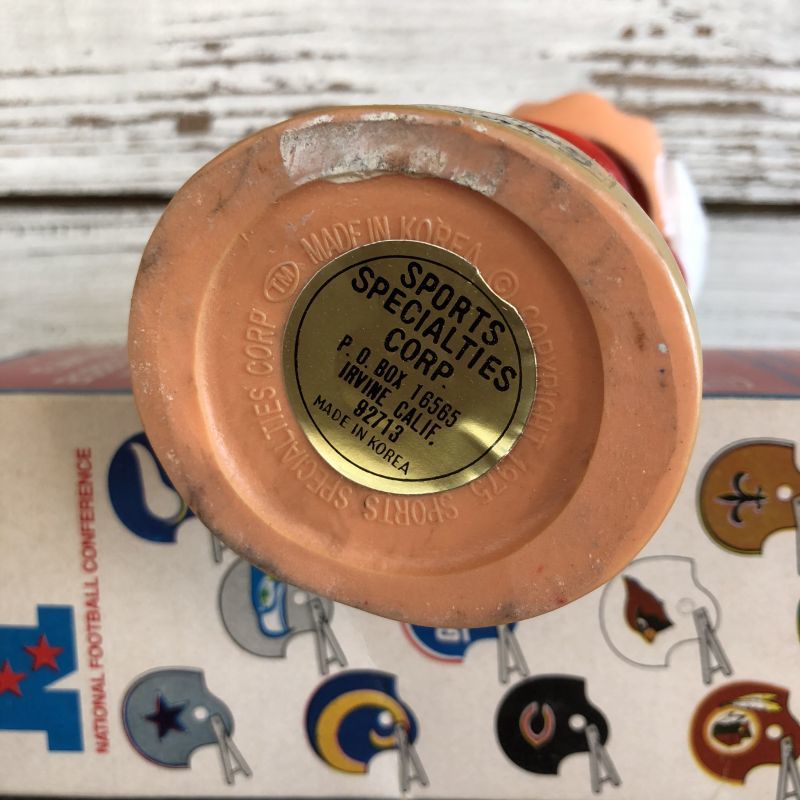 MADE IN KOREA © COPYRIGHT 1975 SPORTS SPECIALTIES CORP TM
SPORTS
SPECIALTIES
CORP.
P.O. BOX 16565
IRVINE CALIF.
92713
MADE IN KOREA
NATIONAL FOOTBALL CONFERENCE
N
C